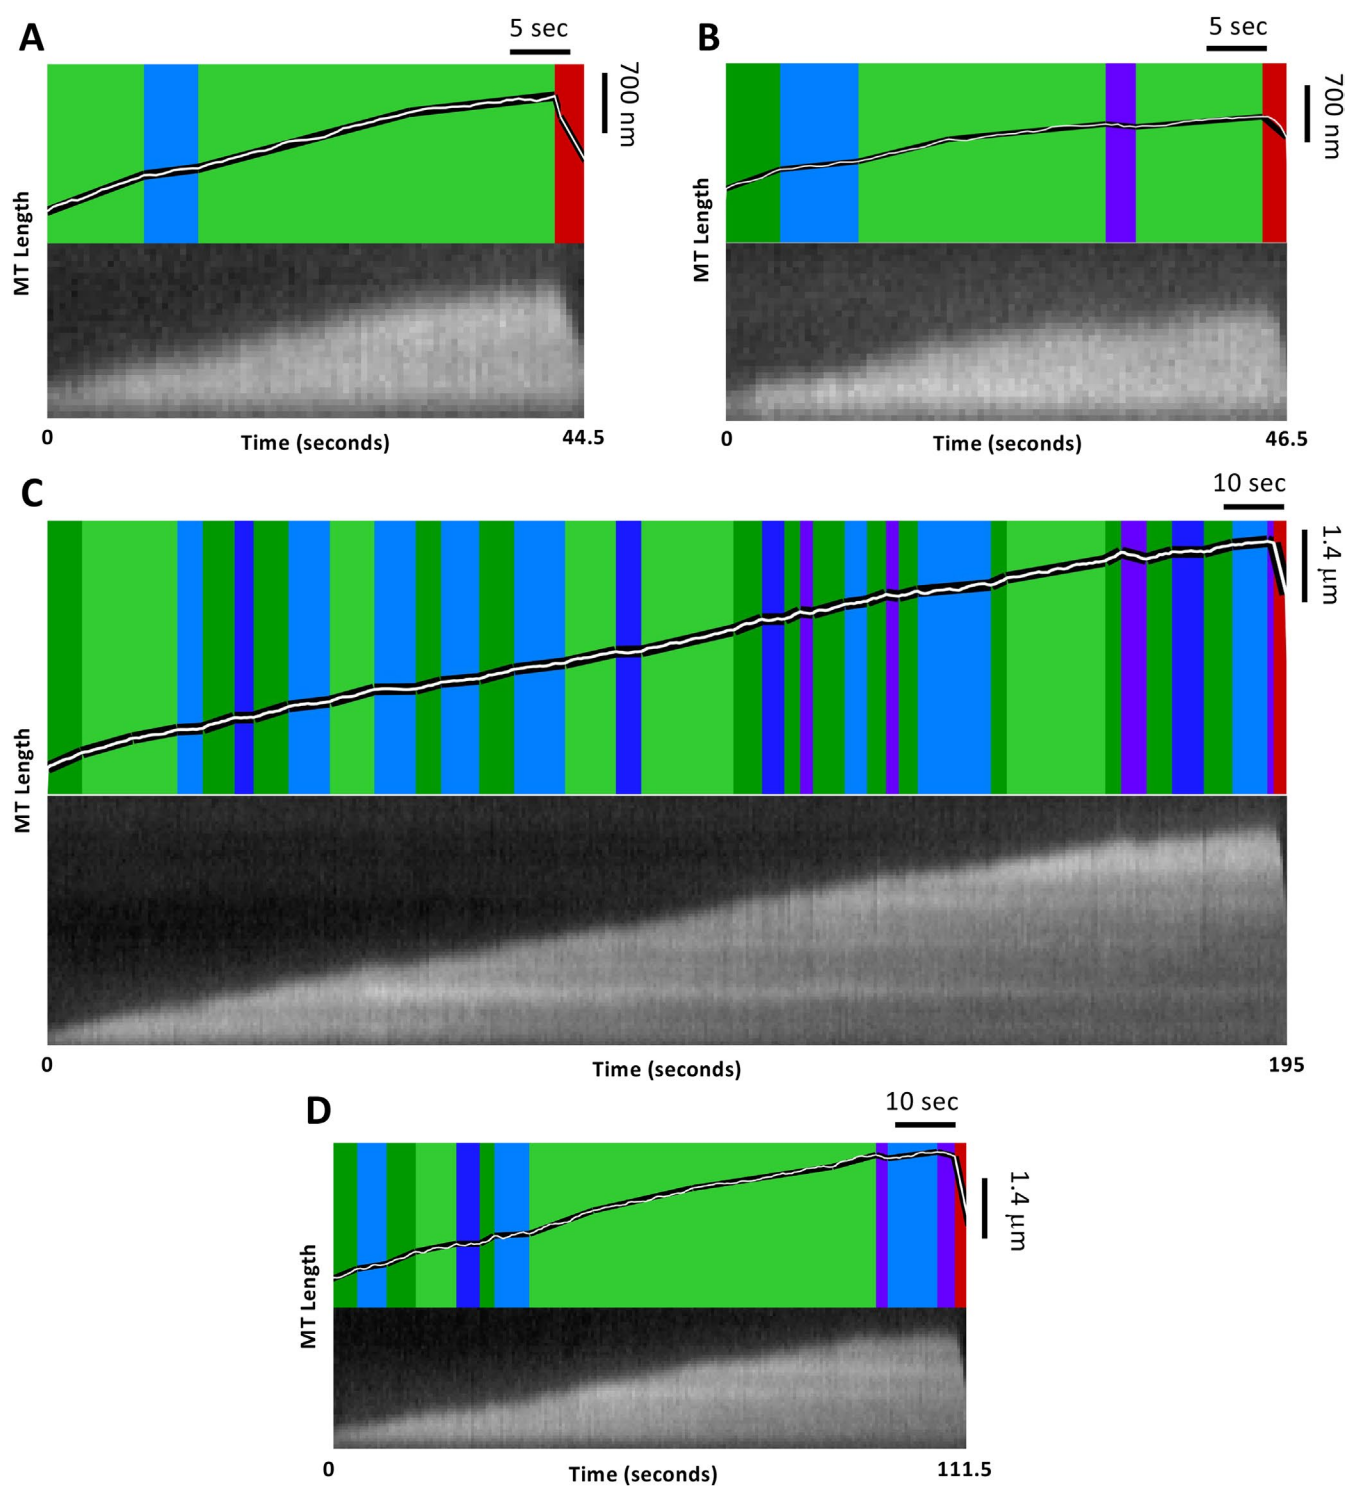 A
5 sec
700 nm
MT Length
0
Time (seconds)
44.5
B
5 sec
700 nm
MT Length
0
Time (seconds)
46.5
C
10 sec
1.4 μm
MT Length
0
Time (seconds)
195
D
10 sec
1.4 μm
MT Length
0
Time (seconds)
111.5